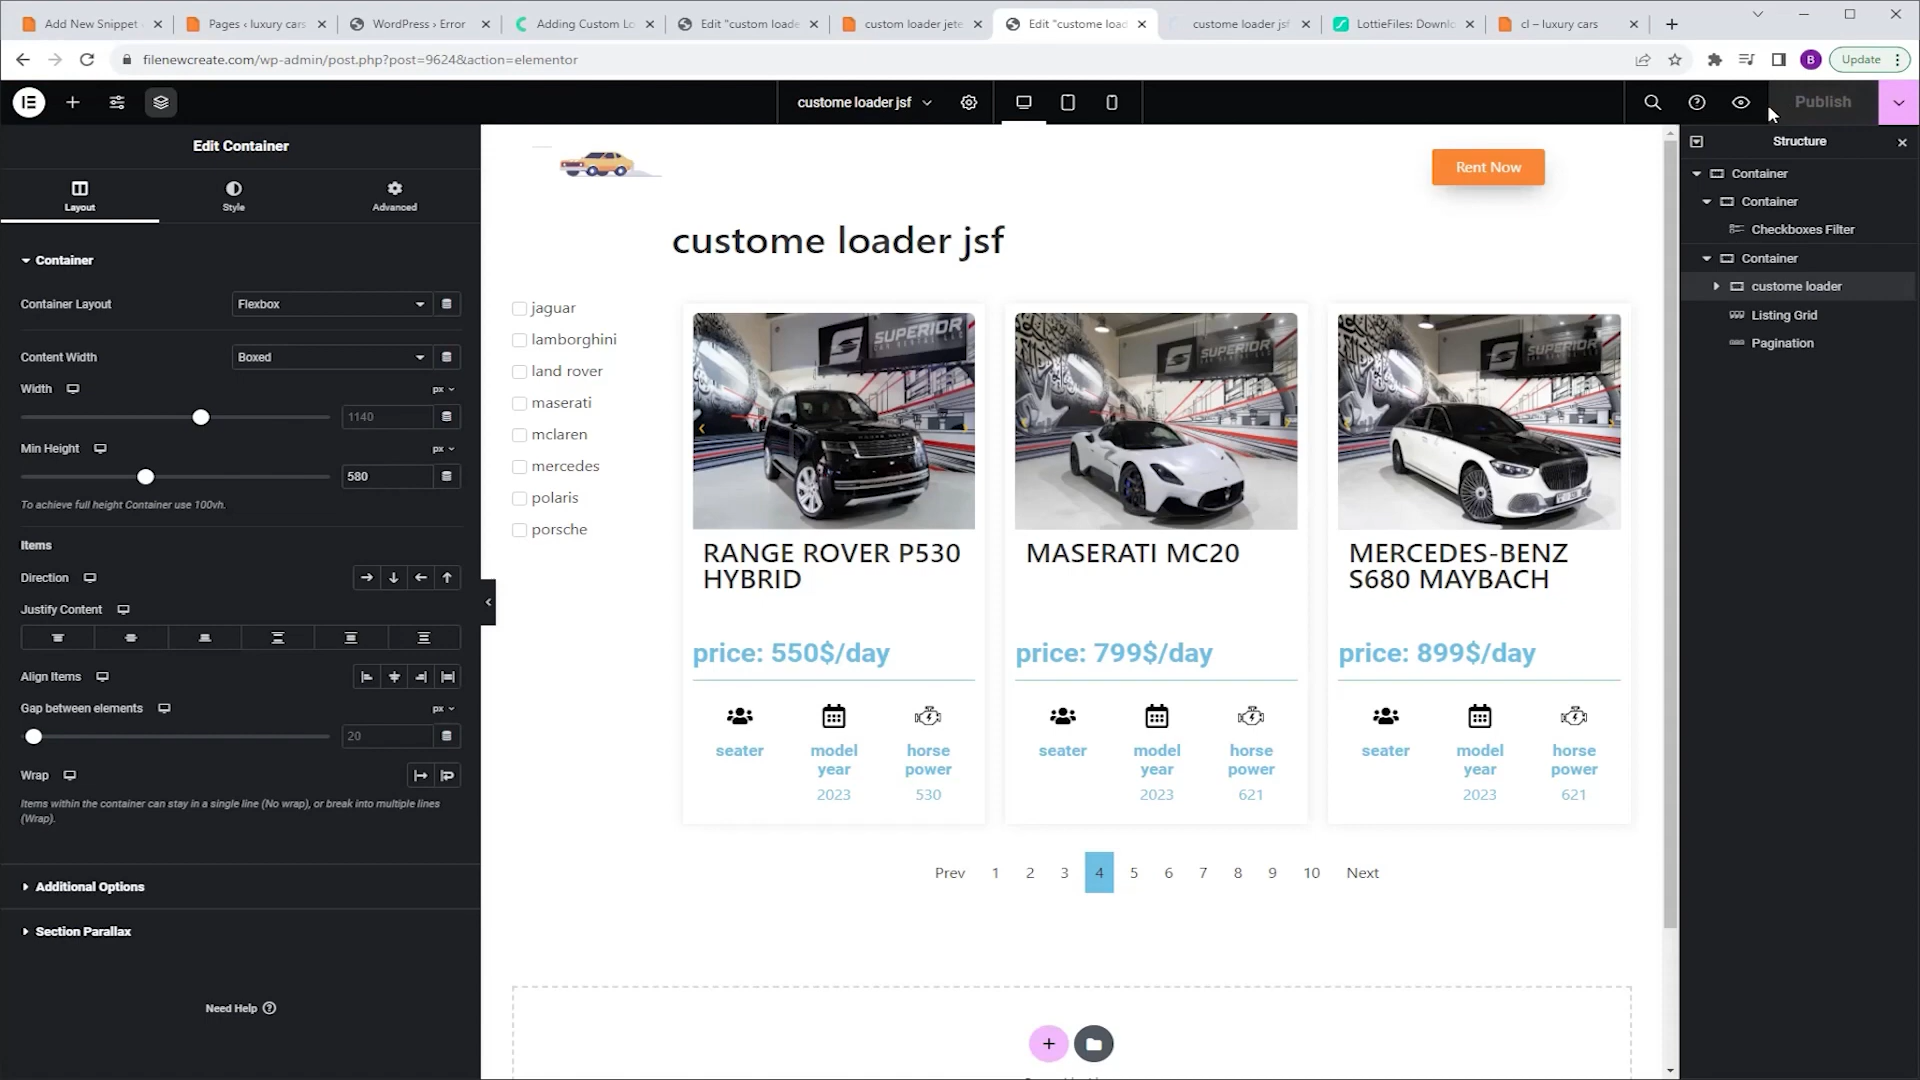 Add New Snippet
Pages ‹ luxury cars
WordPress › Error
Adding Custom Lo
Edit "custom loade
custom loader jete
Edit "custome load
custome loader jsf
LottieFiles: Downlo
cl – luxury cars
filenewcreate.com/wp-admin/post.php?post=9624&action=elementor
B
Update
custome loader jsf
Publish
Edit Container
Layout
Style
Advanced
Container
Container Layout
Flexbox
Content Width
Boxed
Width
px
1140
Min Height
px
580
To achieve full height Container use 100vh.
Items
Direction
Justify Content
Align Items
Gap between elements
px
20
Wrap
Items within the container can stay in a single line (No wrap), or break into multiple lines
(Wrap).
Additional Options
Section Parallax
Need Help
Rent Now
custome loader jsf
jaguar
lamborghini
land rover
maserati
mclaren
mercedes
polaris
porsche
SUPERIOR
RANGE ROVER P530
HYBRID
price: 550$/day
seater
model
year
2023
horse
power
530
SUPERIOR
MASERATI MC20
price: 799$/day
seater
model
year
2023
horse
power
621
SUPERIOR
MERCEDES-BENZ
S680 MAYBACH
price: 899$/day
seater
model
year
2023
horse
power
621
Prev 1 2 3 4 5 6 7 8 9 10 Next
Structure
Container
Container
Checkboxes Filter
Container
custome loader
Listing Grid
Pagination